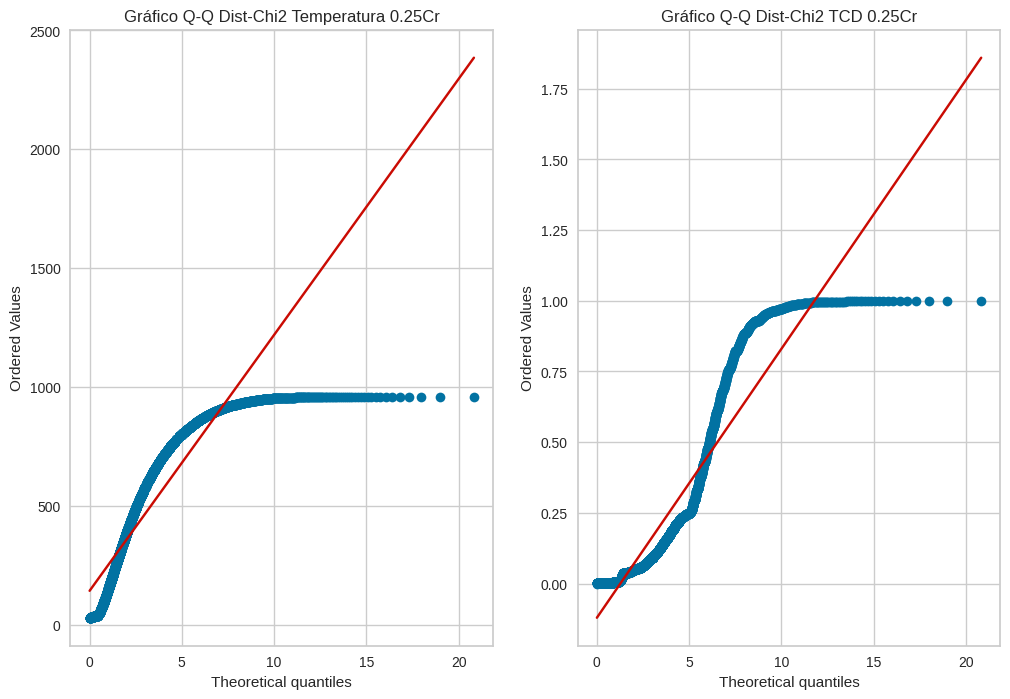 Gráfico Q-Q Dist-Chi2 Temperatura 0.25Cr
2500
2000
1500
1000
500
0
Ordered Values
0 5 10 15 20
Theoretical quantiles
Gráfico Q-Q Dist-Chi2 TCD 0.25Cr
1.75
1.50
1.25
1.00
0.75
0.50
0.25
0.00
Ordered Values
0 5 10 15 20
Theoretical quantiles